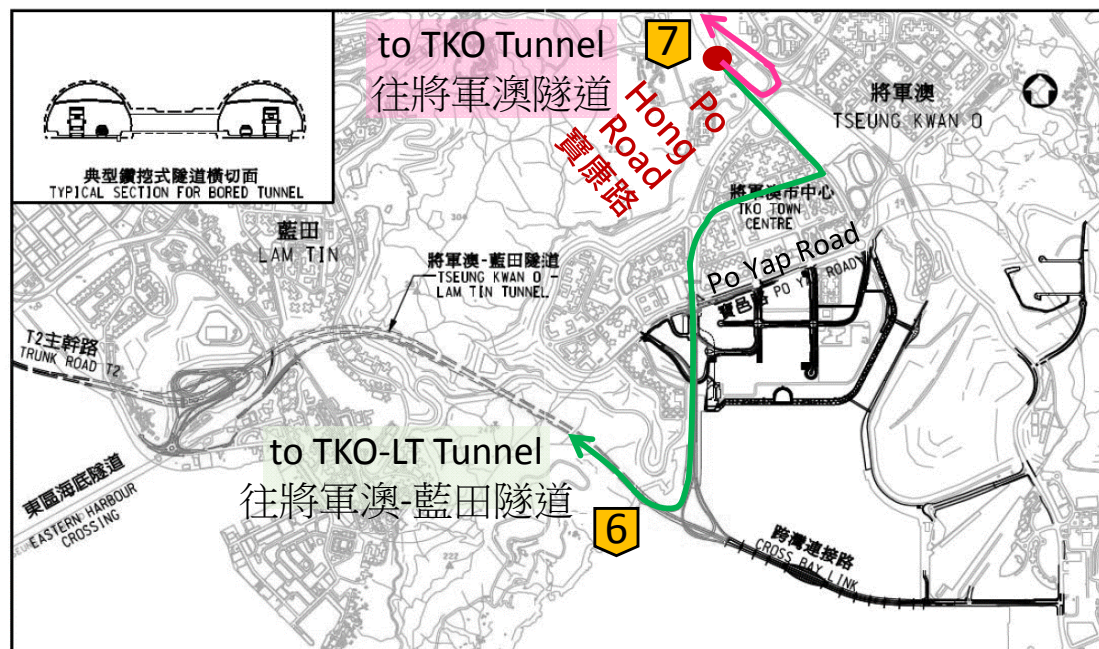 典型鑽挖式隧道橫切面
TYPICAL SECTION FOR BORED TUNNEL
to TKO Tunnel
往將軍澳隧道
7
Po
Hong
Road
寶康路
將軍澳
TSEUNG KWAN O
藍田
LAM TIN
將軍澳-藍田隧道
TSEUNG KWAN O -
LAM TIN TUNNEL
將軍澳市中心
TKO TOWN
CENTRE
Po Yap Road
寶邑路 PO YAP ROAD
T2主幹路
TRUNK ROAD T2
to TKO-LT Tunnel
往將軍澳-藍田隧道
6
東區海底隧道
EASTERN HARBOUR
CROSSING
跨灣連接路
CROSS BAY LINK
304
222